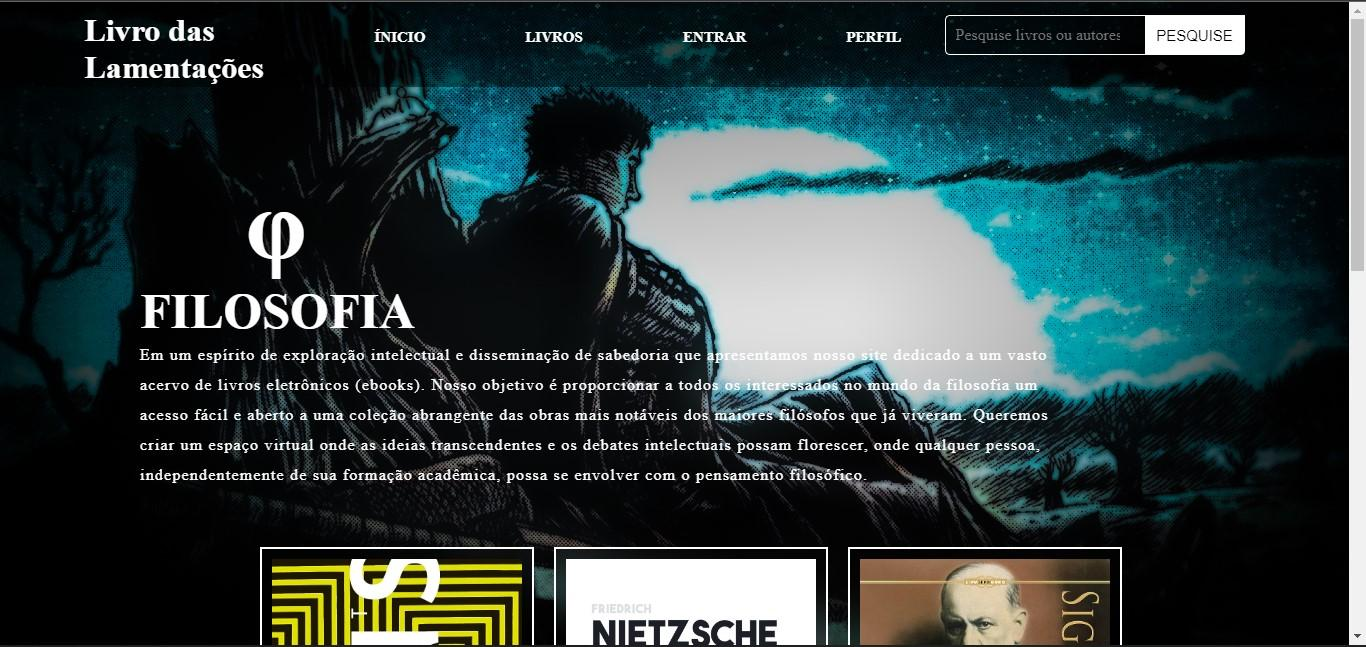 Livro das
Lamentações
ÍNICIO
LIVROS
ENTRAR
PERFIL
Pesquise livros ou autores
PESQUISE
φ
FILOSOFIA
Em um espírito de exploração intelectual e disseminação de sabedoria que apresentamos nosso site dedicado a um vasto
acervo de livros eletrônicos (ebooks). Nosso objetivo é proporcionar a todos os interessados no mundo da filosofia um
acesso fácil e aberto a uma coleção abrangente das obras mais notáveis dos maiores filósofos que já viveram. Queremos
criar um espaço virtual onde as ideias transcendentes e os debates intelectuais possam florescer, onde qualquer pessoa,
independentemente de sua formação acadêmica, possa se envolver com o pensamento filosófico.
FRIEDRICH
NIETZSCHE
SIG